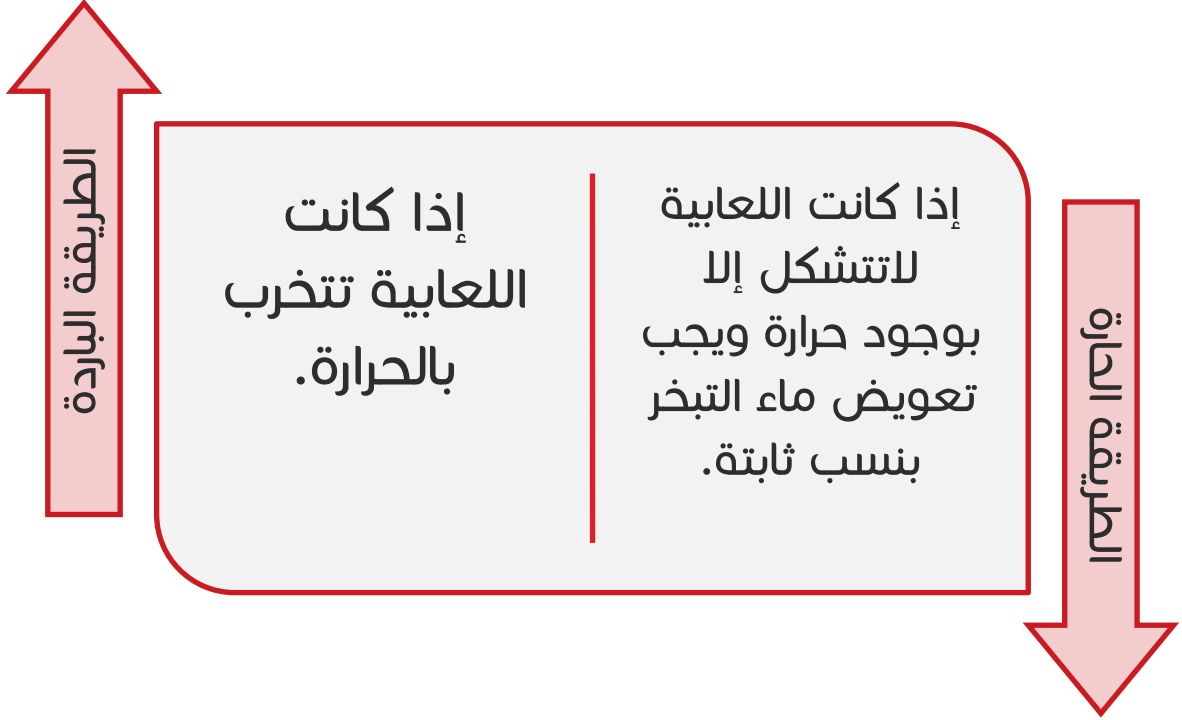 الطريقة الحارة
إذا كانت اللعابية
لاتتشكل إلا
بوجود حرارة ويجب
تعويض ماء التبخر
بنسب ثابتة.
إذا كانت
اللعابية تتخرب
بالحرارة.
الطريقة الباردة